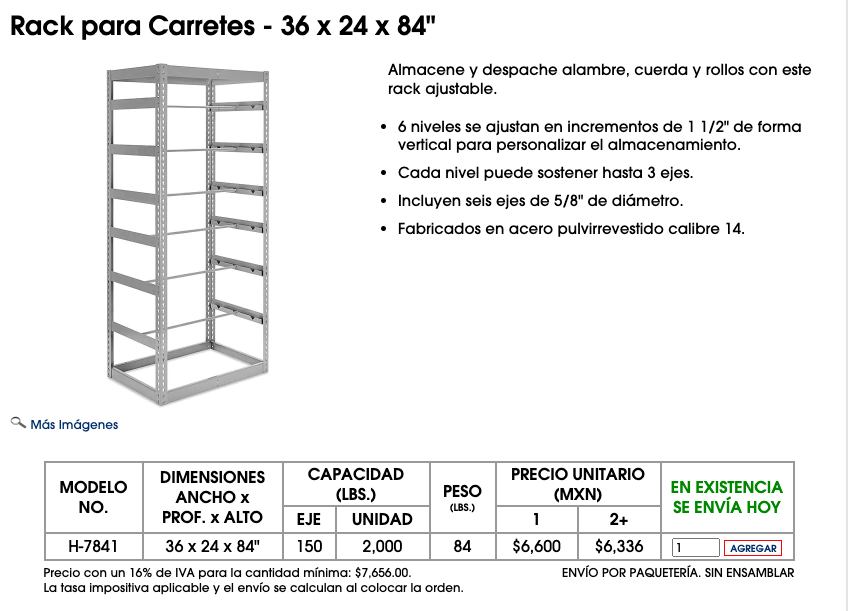 Rack para Carretes - 36 x 24 x 84"
Almacene y despache alambre, cuerda y rollos con este
rack ajustable.
• 6 niveles se ajustan en incrementos de 1 1/2" de forma
vertical para personalizar el almacenamiento.
• Cada nivel puede sostener hasta 3 ejes.
• Incluyen seis ejes de 5/8" de diámetro.
• Fabricados en acero pulvirrevestido calibre 14.
Más Imágenes
MODELO NO.
DIMENSIONES ANCHO x PROF. x ALTO
CAPACIDAD (LBS.)
EJE
UNIDAD
PESO (LBS.)
PRECIO UNITARIO (MXN)
1
2+
EN EXISTENCIA
SE ENVÍA HOY
H-7841 36 x 24 x 84" 150 2,000 84 $6,600 $6,336 1 AGREGAR
Precio con un 16% de IVA para la cantidad mínima: $7,656.00. ENVÍO POR PAQUETERÍA. SIN ENSAMBLAR
La tasa impositiva aplicable y el envío se calculan al colocar la orden.